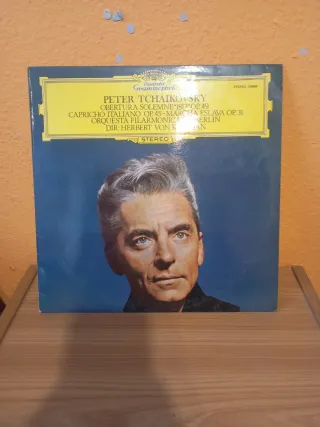 Deutsche
Grammophon
STEREO
PETER TCHAIKOVSKY
OBERTURA SOLEMNE "1812" OP. 49
CAPRICHO ITALIANO OP. 45 - MARCHA ESLAVA OP. 31
ORQUESTA FILARMONICA DE BERLIN
DIR. HERBERT VON KARAJAN
STEREO